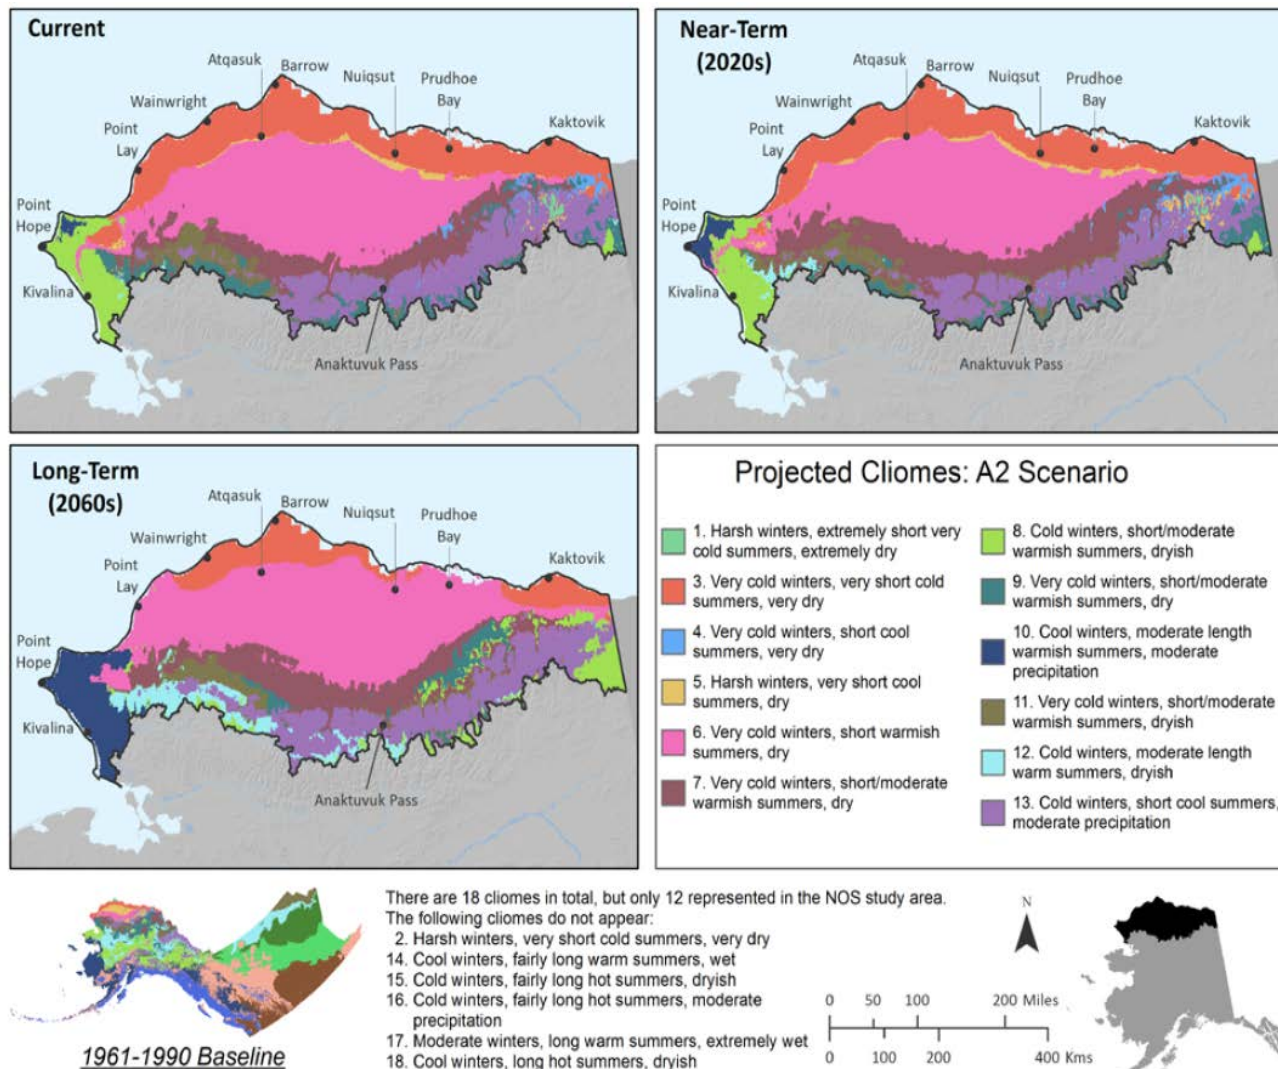 Current
Atqasuk
Barrow
Nuiqsut
Prudhoe
Bay
Wainwright
Kaktovik
Point
Lay
Point
Hope
Kivalina
Anaktuvuk Pass
Near-Term
(2020s)
Atqasuk
Barrow
Nuiqsut
Prudhoe
Bay
Wainwright
Kaktovik
Point
Lay
Point
Hope
Kivalina
Anaktuvuk Pass
Long-Term
(2060s)
Atqasuk
Barrow
Nuiqsut
Prudhoe
Bay
Wainwright
Kaktovik
Point
Lay
Point
Hope
Kivalina
Anaktuvuk Pass
Projected Cliomes: A2 Scenario
1. Harsh winters, extremely short very
cold summers, extremely dry
3. Very cold winters, very short cold
summers, very dry
4. Very cold winters, short cool
summers, very dry
5. Harsh winters, very short cool
summers, dry
6. Very cold winters, short warmish
summers, dry
7. Very cold winters, short/moderate
warmish summers, dry
8. Cold winters, short/moderate
warmish summers, dryish
9. Very cold winters, short/moderate
warmish summers, dry
10. Cool winters, moderate length
warmish summers, moderate
precipitation
11. Very cold winters, short/moderate
warmish summers, dryish
12. Cold winters, moderate length
warm summers, dryish
13. Cold winters, short cool summers,
moderate precipitation
1961-1990 Baseline
There are 18 cliomes in total, but only 12 represented in the NOS study area.
The following cliomes do not appear:
2. Harsh winters, very short cold summers, very dry
14. Cool winters, fairly long warm summers, wet
15. Cold winters, fairly long hot summers, dryish
16. Cold winters, fairly long hot summers, moderate
precipitation
17. Moderate winters, long warm summers, extremely wet
18. Cool winters, long hot summers, dryish
N
0 50 100 200 Miles
0 100 200 400 Kms